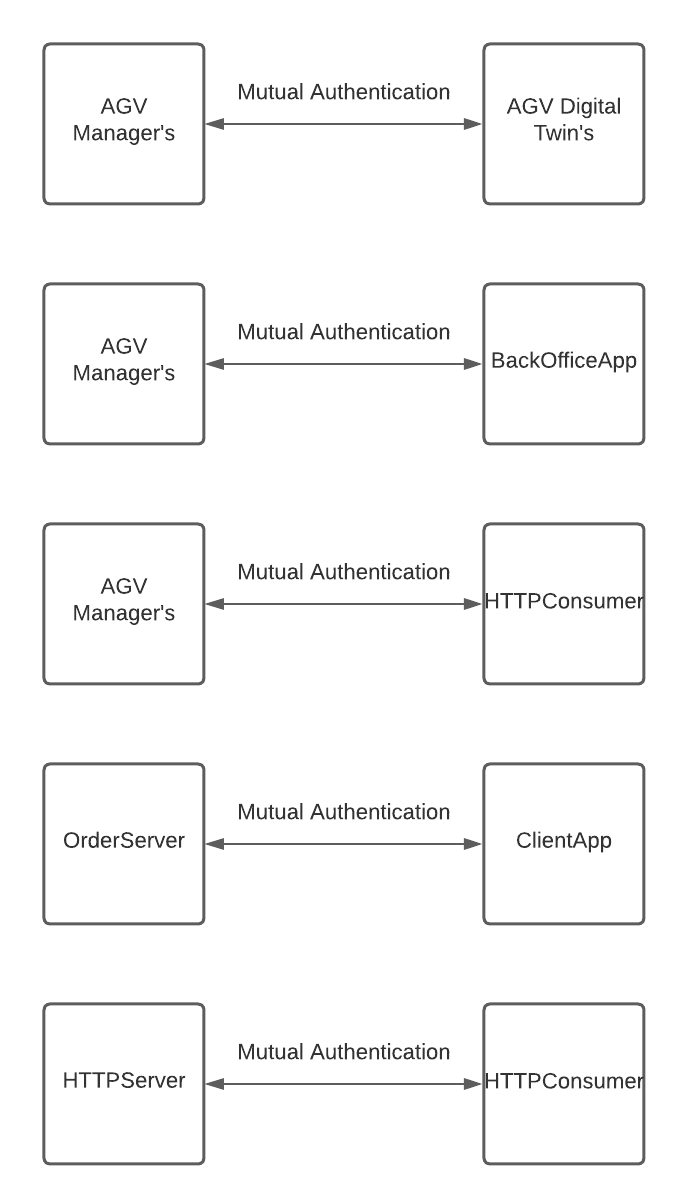 Mutual Authentication
AGV
Manager's
AGV Digital
Twin's
Mutual Authentication
AGV
Manager's
BackOfficeApp
Mutual Authentication
AGV
Manager's
HTTPConsumer
Mutual Authentication
OrderServer
ClientApp
Mutual Authentication
HTTPServer
HTTPConsumer